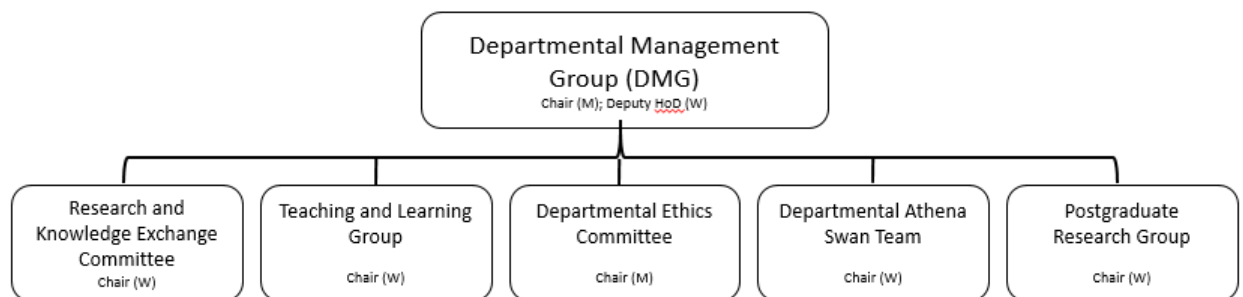 Departmental Management
Group (DMG)
Chair (M); Deputy HoD (W)
Research and
Knowledge Exchange
Committee
Chair (W)
Teaching and Learning
Group
Chair (W)
Departmental Ethics
Committee
Chair (M)
Departmental Athena
Swan Team
Chair (W)
Postgraduate
Research Group
Chair (W)